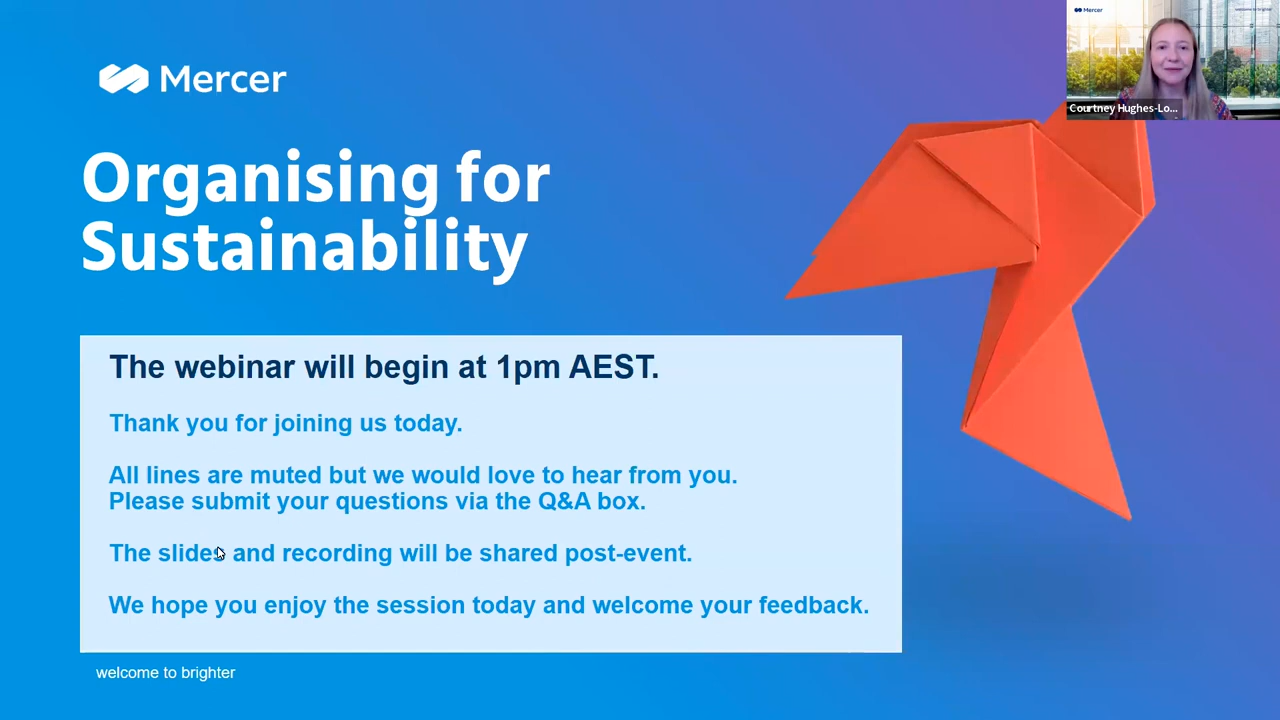 Mercer
welcome to brighter
Courtney Hughes-Lo...
Mercer
Organising for
Sustainability
The webinar will begin at 1pm AEST.
Thank you for joining us today.
All lines are muted but we would love to hear from you.
Please submit your questions via the Q&A box.
The slides and recording will be shared post-event.
We hope you enjoy the session today and welcome your feedback.
welcome to brighter